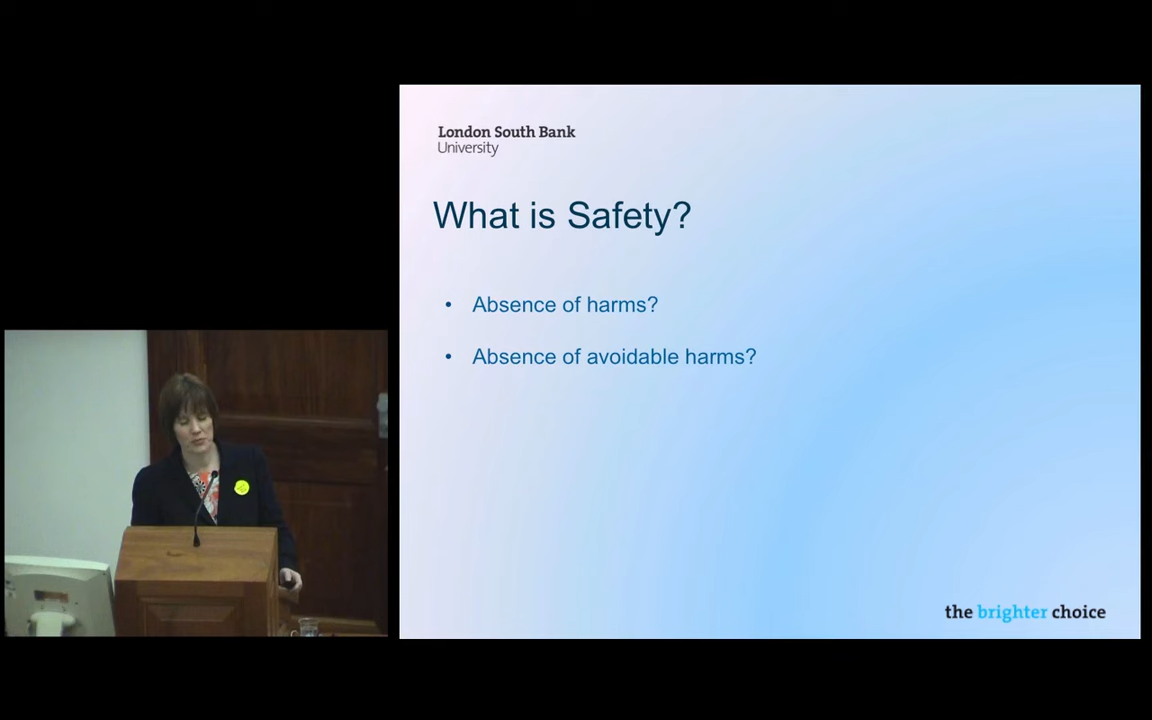 London South Bank
University
What is Safety?
• Absence of harms?
• Absence of avoidable harms?
the brighter choice